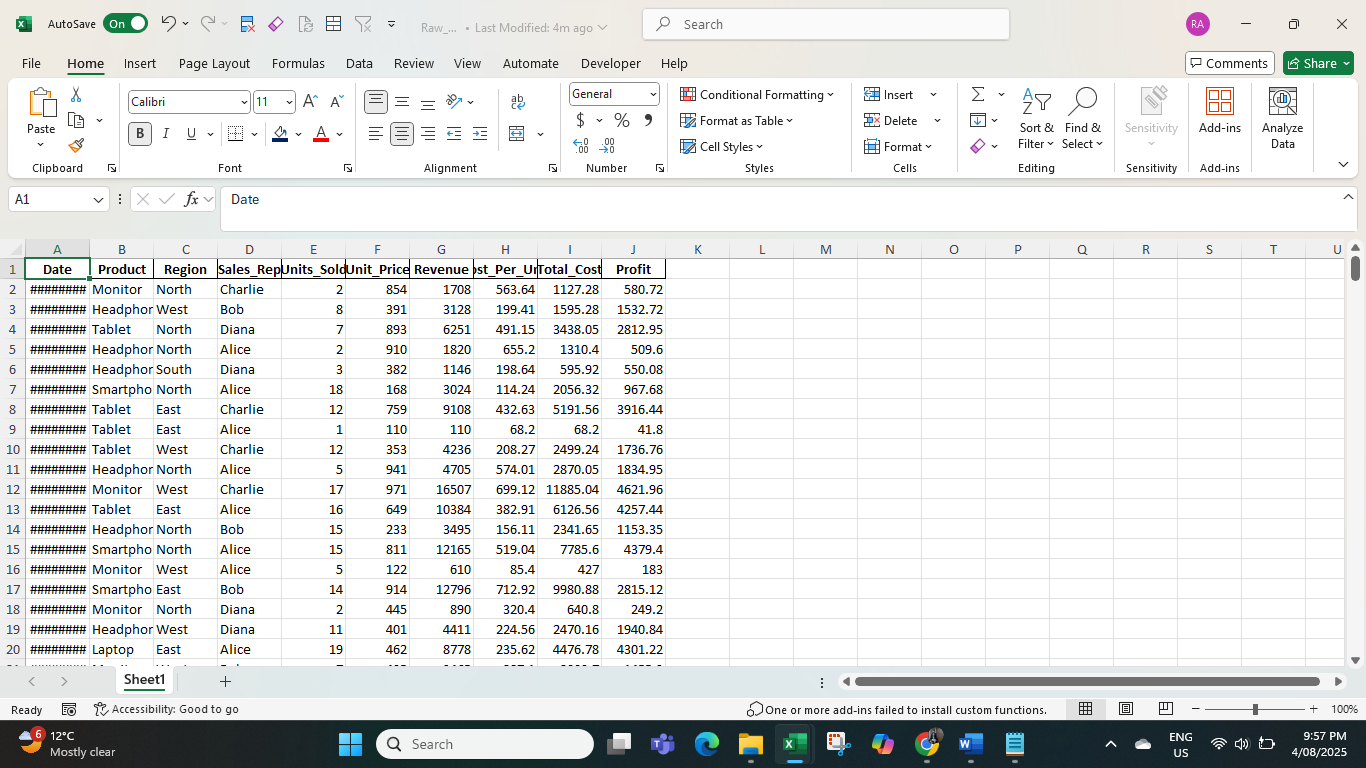 AutoSave On Raw_... • Last Modified: 4m ago Search RA
File Home Insert Page Layout Formulas Data Review View Automate Developer Help Comments Share
Paste Calibri 11 General Conditional Formatting Insert
B I U $ % Format as Table Delete Sort & Filter Find & Select Sensitivity Add-ins Analyze Data
Cell Styles Format
Clipboard Font Alignment Number Styles Cells Editing Sensitivity Add-ins
A1 fx Date
A B C D E F G H I J K L M N O P Q R S T U
1 Date Product Region Sales_Rep Units_Sold Unit_Price Revenue ost_Per_Un Total_Cost Profit
2 ######## Monitor North Charlie 2 854 1708 563.64 1127.28 580.72
3 ######## Headphor West Bob 8 391 3128 199.41 1595.28 1532.72
4 ######## Tablet North Diana 7 893 6251 491.15 3438.05 2812.95
5 ######## Headphor North Alice 2 910 1820 655.2 1310.4 509.6
6 ######## Headphor South Diana 3 382 1146 198.64 595.92 550.08
7 ######## Smartpho North Alice 18 168 3024 114.24 2056.32 967.68
8 ######## Tablet East Charlie 12 759 9108 432.63 5191.56 3916.44
9 ######## Tablet East Alice 1 110 110 68.2 68.2 41.8
10 ######## Tablet West Charlie 12 353 4236 208.27 2499.24 1736.76
11 ######## Headphor North Alice 5 941 4705 574.01 2870.05 1834.95
12 ######## Monitor West Charlie 17 971 16507 699.12 11885.04 4621.96
13 ######## Tablet East Alice 16 649 10384 382.91 6126.56 4257.44
14 ######## Headphor North Bob 15 233 3495 156.11 2341.65 1153.35
15 ######## Smartpho North Alice 15 811 12165 519.04 7785.6 4379.4
16 ######## Monitor West Alice 5 122 610 85.4 427 183
17 ######## Smartpho East Bob 14 914 12796 712.92 9980.88 2815.12
18 ######## Monitor North Diana 2 445 890 320.4 640.8 249.2
19 ######## Headphor West Diana 11 401 4411 224.56 2470.16 1940.84
20 ######## Laptop East Alice 19 462 8778 235.62 4476.78 4301.22
Sheet1
Ready Accessibility: Good to go One or more add-ins failed to install custom functions. 100%
6 12°C Mostly clear Search ENG US 9:57 PM 4/08/2025